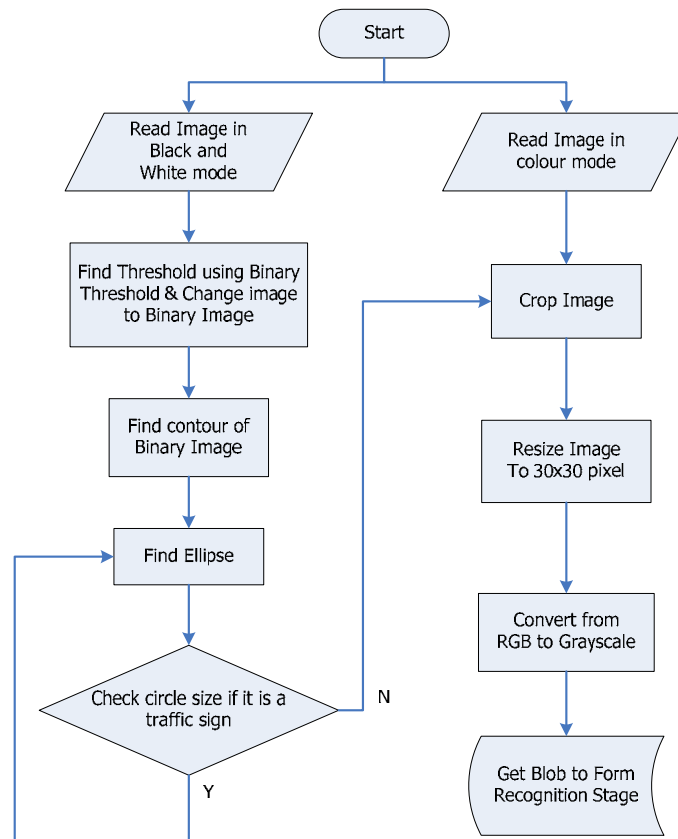 Start
Read Image in
Black and
White mode
Find Threshold using Binary
Threshold & Change image
to Binary Image
Find contour of
Binary Image
Find Ellipse
Check circle size if it is a
traffic sign
N
Y
Read Image in
colour mode
Crop Image
Resize Image
To 30x30 pixel
Convert from
RGB to Grayscale
Get Blob to Form
Recognition Stage